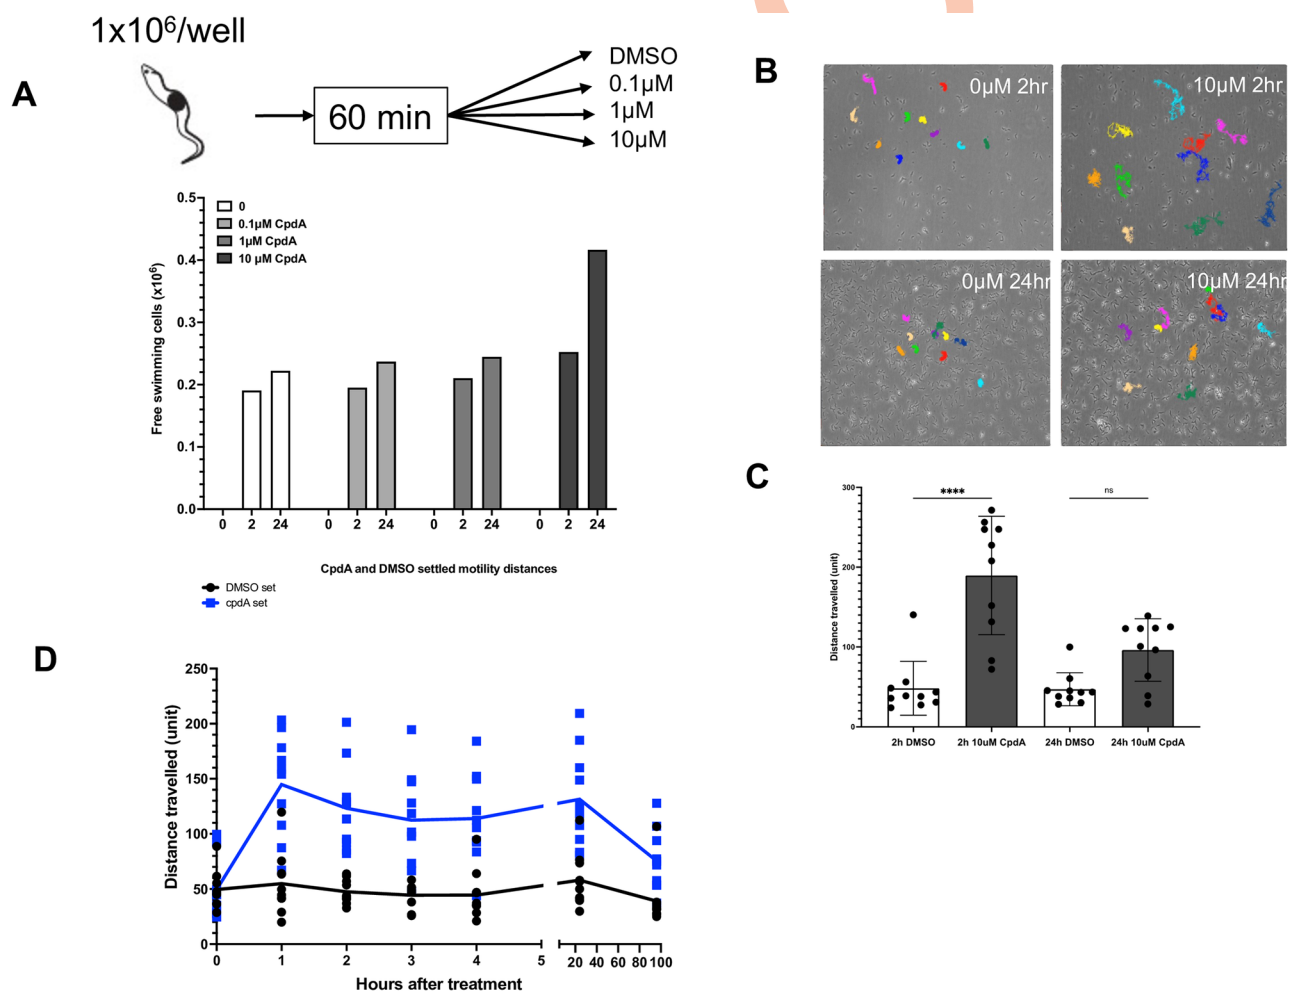 1x10⁶/well
A
60 min
DMSO
0.1µM
1µM
10µM
0.5
0.4
0.3
0.2
0.1
0.0
Free swimming cells (x10⁶)
0
0.1µM CpdA
1µM CpdA
10 µM CpdA
0 2 24 0 2 24 0 2 24 0 2 24
B
0µM 2hr
10µM 2hr
0µM 24hr
10µM 24hr
C
300
200
100
0
Distance travelled (unit)
****
ns
2h DMSO 2h 10uM CpdA 24h DMSO 24h 10uM CpdA
CpdA and DMSO settled motility distances
DMSO set
cpdA set
D
250
200
150
100
50
0
Distance travelled (unit)
0 1 2 3 4 5 20 40 60 80 100
Hours after treatment